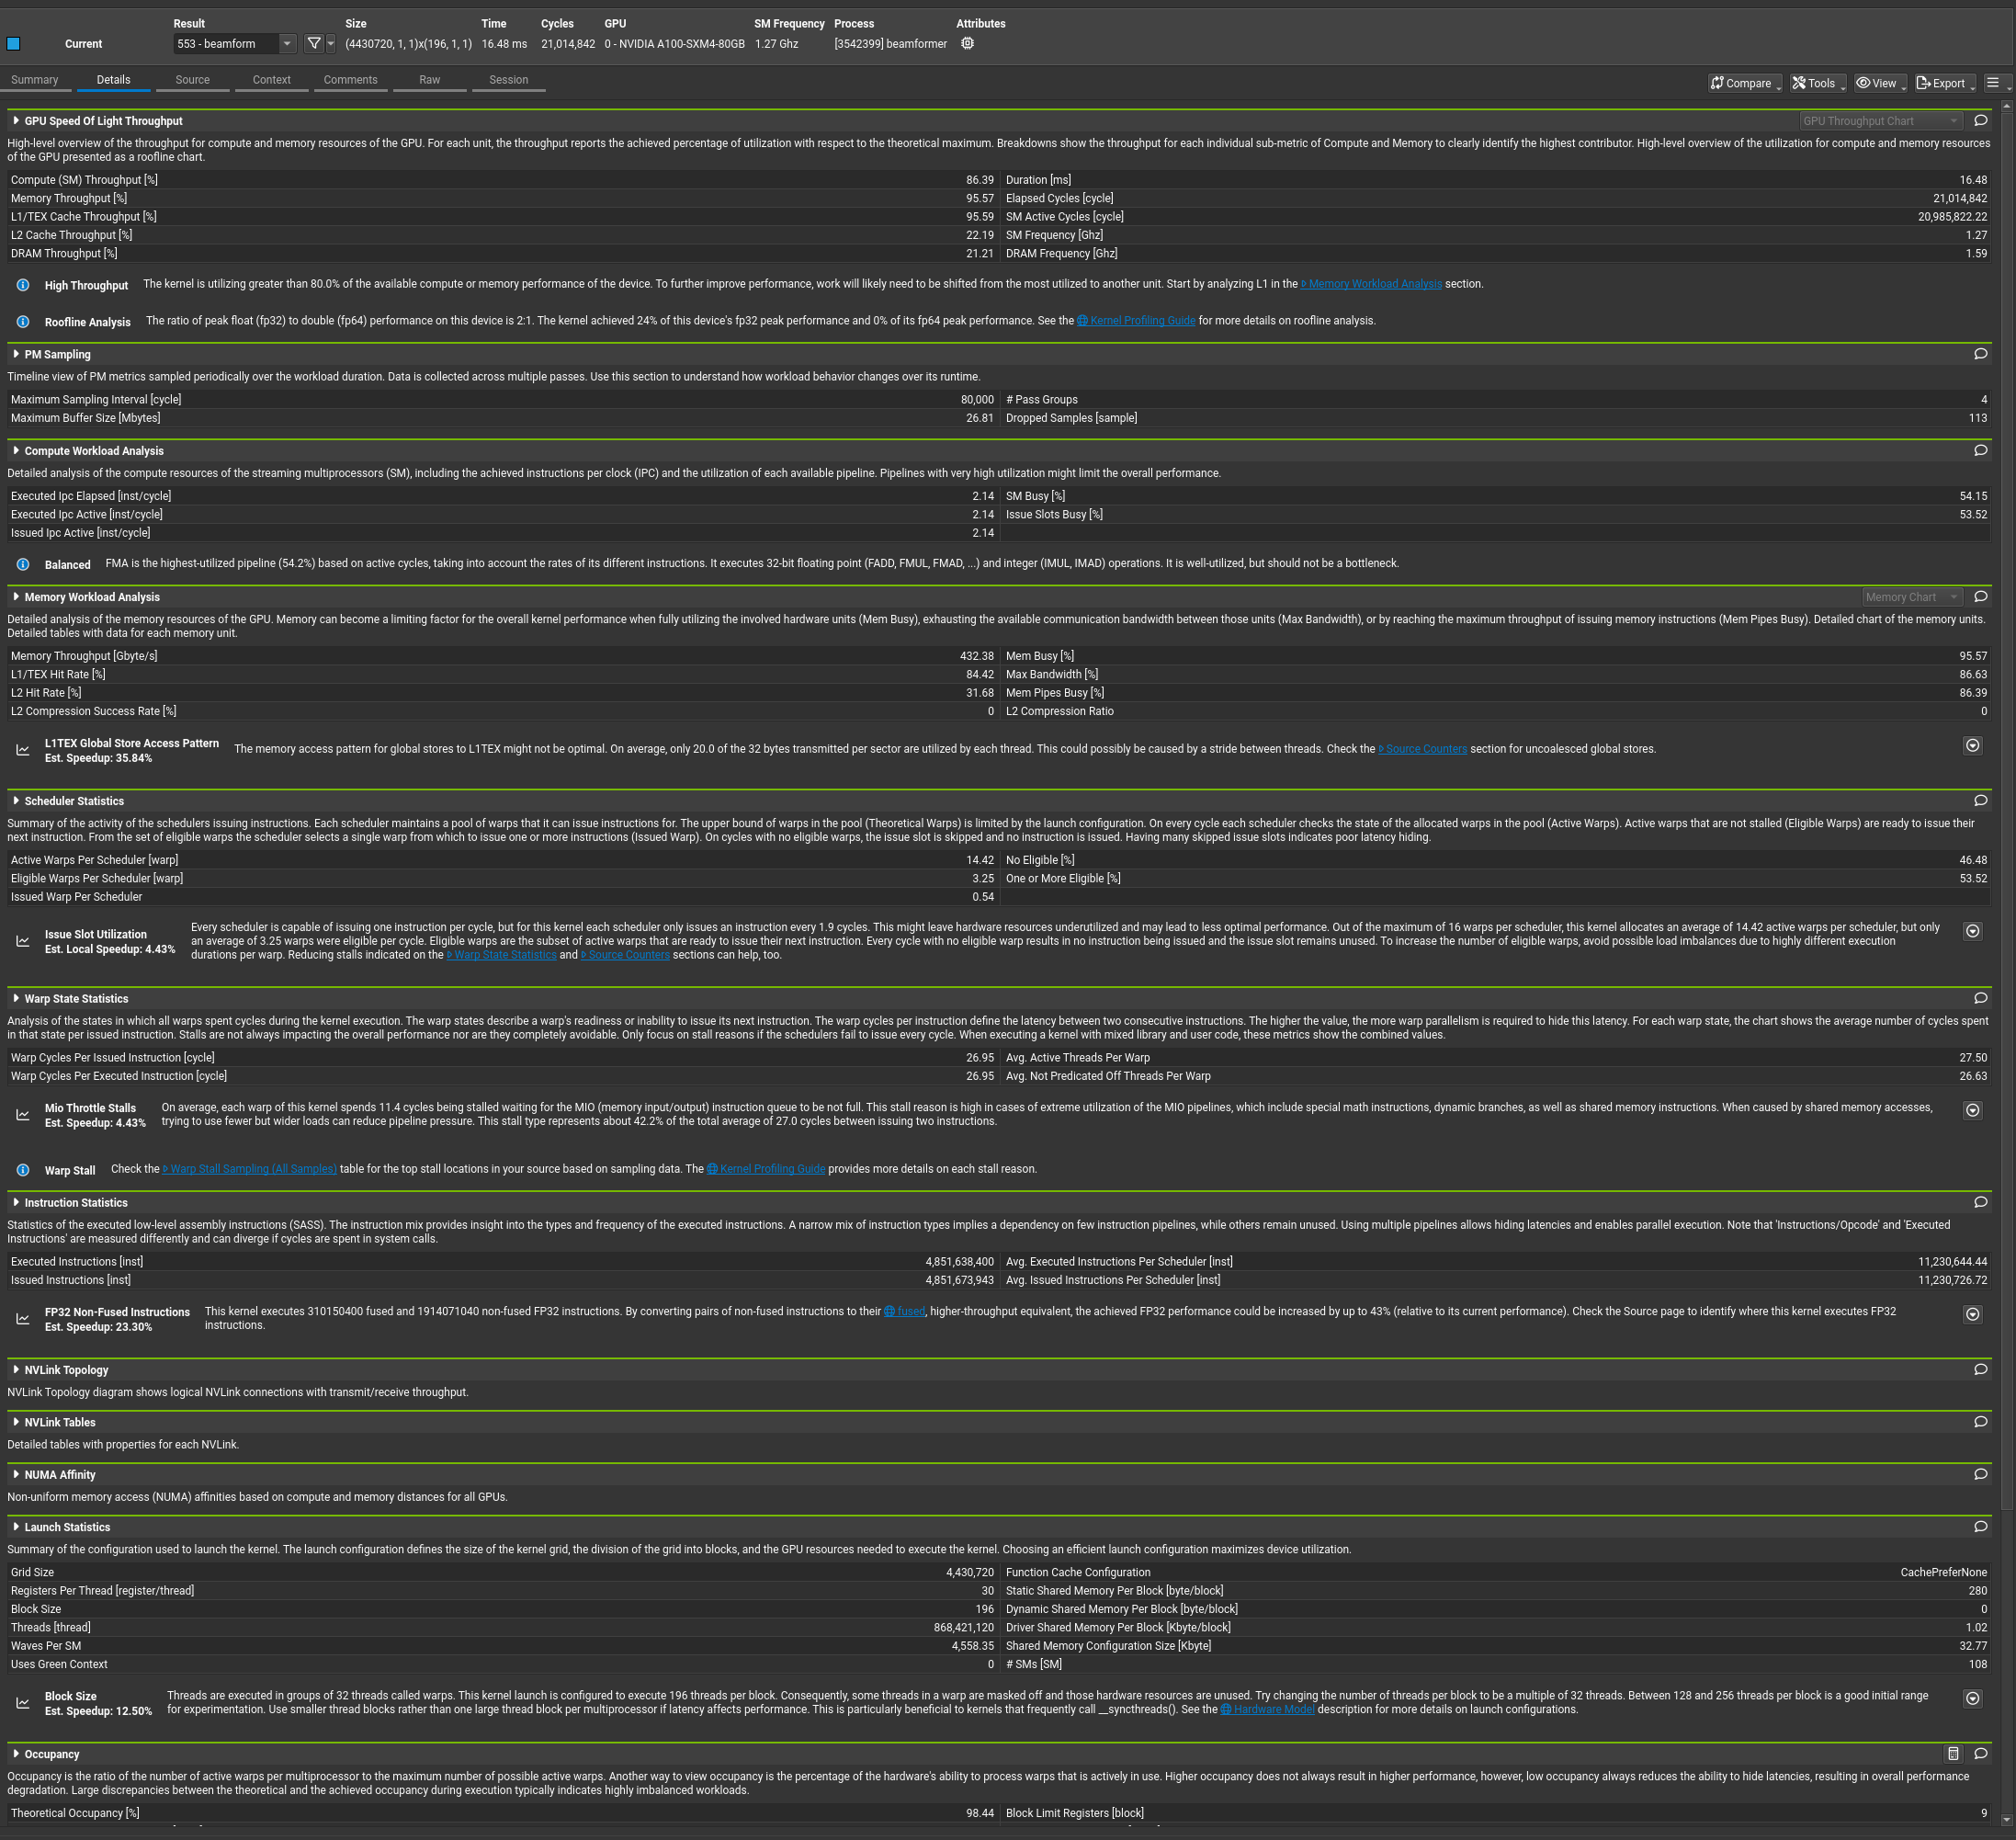 Result Size Time Cycles GPU SM Frequency Process Attributes
Current 553 - beamform (4430720, 1, 1)x(196, 1, 1) 16.48 ms 21,014,842 0 - NVIDIA A100-SXM4-80GB 1.27 Ghz [3542399] beamformer
Summary Details Source Context Comments Raw Session Compare Tools View Export
GPU Speed Of Light Throughput GPU Throughput Chart
High-level overview of the throughput for compute and memory resources of the GPU. For each unit, the throughput reports the achieved percentage of utilization with respect to the theoretical maximum. Breakdowns show the throughput for each individual sub-metric of Compute and Memory to clearly identify the highest contributor. High-level overview of the utilization for compute and memory resources
of the GPU presented as a roofline chart.
Compute (SM) Throughput [%] 86.39 Duration [ms] 16.48
Memory Throughput [%] 95.57 Elapsed Cycles [cycle] 21,014,842
L1/TEX Cache Throughput [%] 95.59 SM Active Cycles [cycle] 20,985,822.22
L2 Cache Throughput [%] 22.19 SM Frequency [Ghz] 1.27
DRAM Throughput [%] 21.21 DRAM Frequency [Ghz] 1.59
High Throughput The kernel is utilizing greater than 80.0% of the available compute or memory performance of the device. To further improve performance, work will likely need to be shifted from the most utilized to another unit. Start by analyzing L1 in the Memory Workload Analysis section.
Roofline Analysis The ratio of peak float (fp32) to double (fp64) performance on this device is 2:1. The kernel achieved 24% of this device's fp32 peak performance and 0% of its fp64 peak performance. See the Kernel Profiling Guide for more details on roofline analysis.
PM Sampling
Timeline view of PM metrics sampled periodically over the workload duration. Data is collected across multiple passes. Use this section to understand how workload behavior changes over its runtime.
Maximum Sampling Interval [cycle] 80,000 # Pass Groups 4
Maximum Buffer Size [Mbytes] 26.81 Dropped Samples [sample] 113
Compute Workload Analysis
Detailed analysis of the compute resources of the streaming multiprocessors (SM), including the achieved instructions per clock (IPC) and the utilization of each available pipeline. Pipelines with very high utilization might limit the overall performance.
Executed Ipc Elapsed [inst/cycle] 2.14 SM Busy [%] 54.15
Executed Ipc Active [inst/cycle] 2.14 Issue Slots Busy [%] 53.52
Issued Ipc Active [inst/cycle] 2.14
Balanced FMA is the highest-utilized pipeline (54.2%) based on active cycles, taking into account the rates of its different instructions. It executes 32-bit floating point (FADD, FMUL, FMAD, ...) and integer (IMUL, IMAD) operations. It is well-utilized, but should not be a bottleneck.
Memory Workload Analysis Memory Chart
Detailed analysis of the memory resources of the GPU. Memory can become a limiting factor for the overall kernel performance when fully utilizing the involved hardware units (Mem Busy), exhausting the available communication bandwidth between those units (Max Bandwidth), or by reaching the maximum throughput of issuing memory instructions (Mem Pipes Busy). Detailed chart of the memory units.
Detailed tables with data for each memory unit.
Memory Throughput [Gbyte/s] 432.38 Mem Busy [%] 95.57
L1/TEX Hit Rate [%] 84.42 Max Bandwidth [%] 86.63
L2 Hit Rate [%] 31.68 Mem Pipes Busy [%] 86.39
L2 Compression Success Rate [%] 0 L2 Compression Ratio 0
L1TEX Global Store Access Pattern The memory access pattern for global stores to L1TEX might not be optimal. On average, only 20.0 of the 32 bytes transmitted per sector are utilized by each thread. This could possibly be caused by a stride between threads. Check the Source Counters section for uncoalesced global stores.
Est. Speedup: 35.84%
Scheduler Statistics
Summary of the activity of the schedulers issuing instructions. Each scheduler maintains a pool of warps that it can issue instructions for. The upper bound of warps in the pool (Theoretical Warps) is limited by the launch configuration. On every cycle each scheduler checks the state of the allocated warps in the pool (Active Warps). Active warps that are not stalled (Eligible Warps) are ready to issue their
next instruction. From the set of eligible warps the scheduler selects a single warp from which to issue one or more instructions (Issued Warp). On cycles with no eligible warps, the issue slot is skipped and no instruction is issued. Having many skipped issue slots indicates poor latency hiding.
Active Warps Per Scheduler [warp] 14.42 No Eligible [%] 46.48
Eligible Warps Per Scheduler [warp] 3.25 One or More Eligible [%] 53.52
Issued Warp Per Scheduler 0.54
Issue Slot Utilization
Est. Local Speedup: 4.43%
Every scheduler is capable of issuing one instruction per cycle, but for this kernel each scheduler only issues an instruction every 1.9 cycles. This might leave hardware resources underutilized and may lead to less optimal performance. Out of the maximum of 16 warps per scheduler, this kernel allocates an average of 14.42 active warps per scheduler, but only
an average of 3.25 warps were eligible per cycle. Eligible warps are the subset of active warps that are ready to issue their next instruction. Every cycle with no eligible warp results in no instruction being issued and the issue slot remains unused. To increase the number of eligible warps, avoid possible load imbalances due to highly different execution
durations per warp. Reducing stalls indicated on the Warp State Statistics and Source Counters sections can help, too.
Warp State Statistics
Analysis of the states in which all warps spent cycles during the kernel execution. The warp states describe a warp's readiness or inability to issue its next instruction. The warp cycles per instruction define the latency between two consecutive instructions. The higher the value, the more warp parallelism is required to hide this latency. For each warp state, the chart shows the average number of cycles spent
in that state per issued instruction. Stalls are not always impacting the overall performance nor are they completely avoidable. Only focus on stall reasons if the schedulers fail to issue every cycle. When executing a kernel with mixed library and user code, these metrics show the combined values.
Warp Cycles Per Issued Instruction [cycle] 26.95 Avg. Active Threads Per Warp 27.50
Warp Cycles Per Executed Instruction [cycle] 26.95 Avg. Not Predicated Off Threads Per Warp 26.63
Mio Throttle Stalls
Est. Speedup: 4.43%
On average, each warp of this kernel spends 11.4 cycles being stalled waiting for the MIO (memory input/output) instruction queue to be not full. This stall reason is high in cases of extreme utilization of the MIO pipelines, which include special math instructions, dynamic branches, as well as shared memory instructions. When caused by shared memory accesses,
trying to use fewer but wider loads can reduce pipeline pressure. This stall type represents about 42.2% of the total average of 27.0 cycles between issuing two instructions.
Warp Stall Check the Warp Stall Sampling (All Samples) table for the top stall locations in your source based on sampling data. The Kernel Profiling Guide provides more details on each stall reason.
Instruction Statistics
Statistics of the executed low-level assembly instructions (SASS). The instruction mix provides insight into the types and frequency of the executed instructions. A narrow mix of instruction types implies a dependency on few instruction pipelines, while others remain unused. Using multiple pipelines allows hiding latencies and enables parallel execution. Note that 'Instructions/Opcode' and 'Executed
Instructions' are measured differently and can diverge if cycles are spent in system calls.
Executed Instructions [inst] 4,851,638,400 Avg. Executed Instructions Per Scheduler [inst] 11,230,644.44
Issued Instructions [inst] 4,851,673,943 Avg. Issued Instructions Per Scheduler [inst] 11,230,726.72
FP32 Non-Fused Instructions
Est. Speedup: 23.30%
This kernel executes 310150400 fused and 1914071040 non-fused FP32 instructions. By converting pairs of non-fused instructions to their fused, higher-throughput equivalent, the achieved FP32 performance could be increased by up to 43% (relative to its current performance). Check the Source page to identify where this kernel executes FP32
instructions.
NVLink Topology
NVLink Topology diagram shows logical NVLink connections with transmit/receive throughput.
NVLink Tables
Detailed tables with properties for each NVLink.
NUMA Affinity
Non-uniform memory access (NUMA) affinities based on compute and memory distances for all GPUs.
Launch Statistics
Summary of the configuration used to launch the kernel. The launch configuration defines the size of the kernel grid, the division of the grid into blocks, and the GPU resources needed to execute the kernel. Choosing an efficient launch configuration maximizes device utilization.
Grid Size 4,430,720 Function Cache Configuration CachePreferNone
Registers Per Thread [register/thread] 30 Static Shared Memory Per Block [byte/block] 280
Block Size 196 Dynamic Shared Memory Per Block [byte/block] 0
Threads [thread] 868,421,120 Driver Shared Memory Per Block [Kbyte/block] 1.02
Waves Per SM 4,558.35 Shared Memory Configuration Size [Kbyte] 32.77
Uses Green Context 0 # SMs [SM] 108
Block Size
Est. Speedup: 12.50%
Threads are executed in groups of 32 threads called warps. This kernel launch is configured to execute 196 threads per block. Consequently, some threads in a warp are masked off and those hardware resources are unused. Try changing the number of threads per block to be a multiple of 32 threads. Between 128 and 256 threads per block is a good initial range
for experimentation. Use smaller thread blocks rather than one large thread block per multiprocessor if latency affects performance. This is particularly beneficial to kernels that frequently call __syncthreads(). See the Hardware Model description for more details on launch configurations.
Occupancy
Occupancy is the ratio of the number of active warps per multiprocessor to the maximum number of possible active warps. Another way to view occupancy is the percentage of the hardware's ability to process warps that is actively in use. Higher occupancy does not always result in higher performance, however, low occupancy always reduces the ability to hide latencies, resulting in overall performance
degradation. Large discrepancies between the theoretical and the achieved occupancy during execution typically indicates highly imbalanced workloads.
Theoretical Occupancy [%] 98.44 Block Limit Registers [block] 9